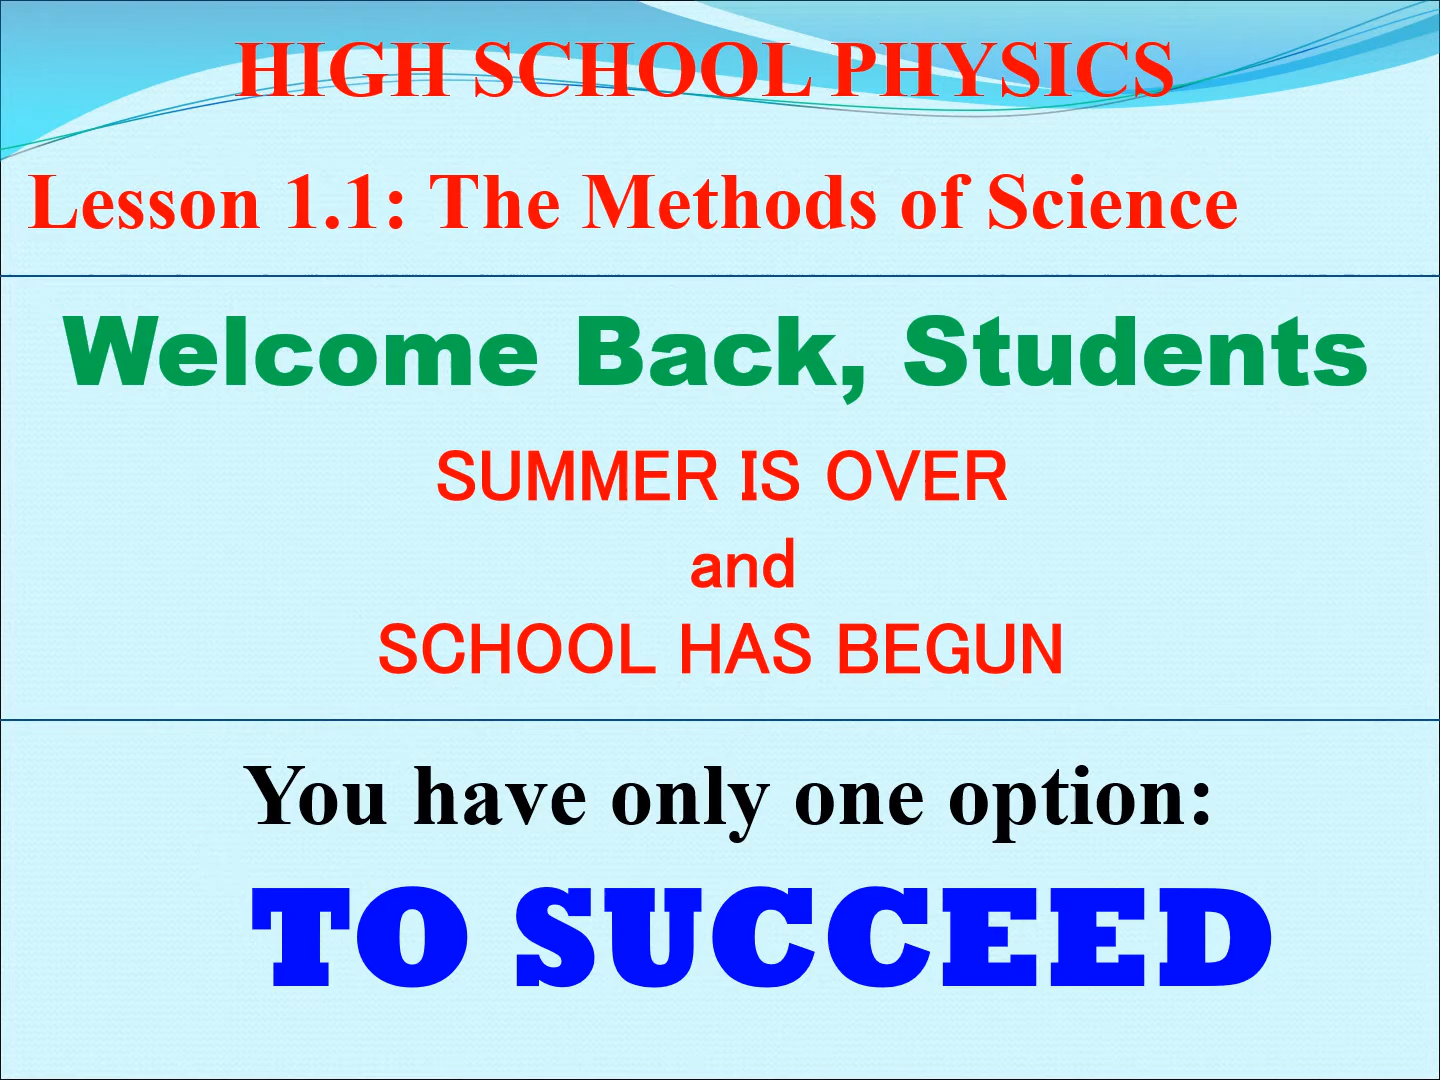 HIGH SCHOOL PHYSICS
Lesson 1.1: The Methods of Science
Welcome Back, Students
SUMMER IS OVER
and
SCHOOL HAS BEGUN
You have only one option:
TO SUCCEED